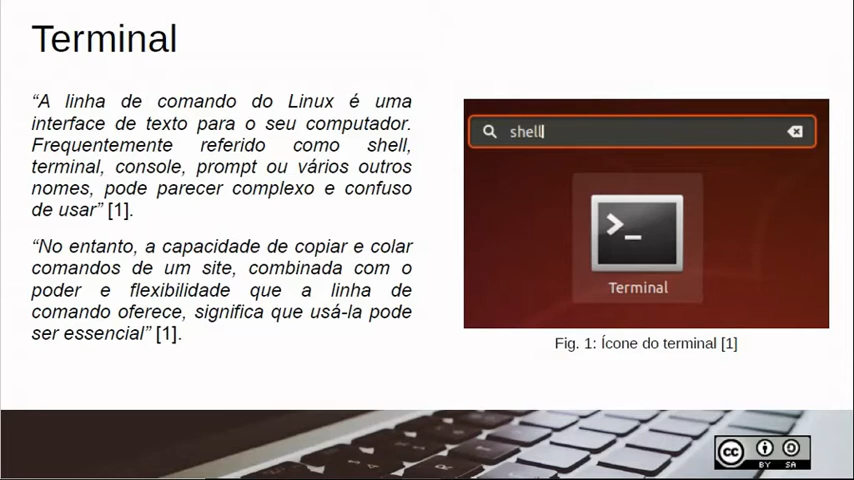 Terminal
“A linha de comando do Linux é uma
interface de texto para o seu computador.
Frequentemente referido como shell,
terminal, console, prompt ou vários outros
nomes, pode parecer complexo e confuso
de usar” [1].
“No entanto, a capacidade de copiar e colar
comandos de um site, combinada com o
poder e flexibilidade que a linha de
comando oferece, significa que usá-la pode
ser essencial” [1].
shell
>_
Terminal
Fig. 1: Ícone do terminal [1]
cc
BY SA